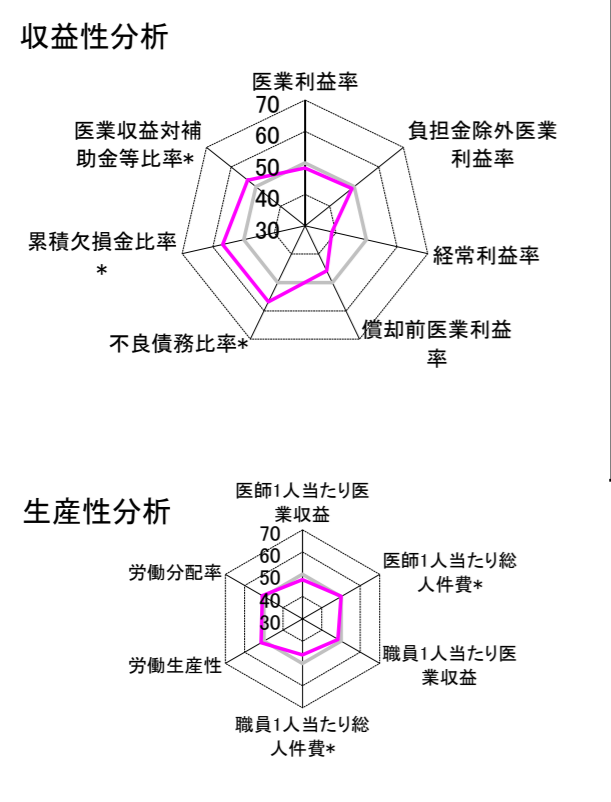 収益性分析
医業利益率
70
60
50
40
30
医業収益対補
助金等比率*
負担金除外医業
利益率
累積欠損金比率
*
経常利益率
不良債務比率*
償却前医業利益
率
生産性分析
医師1人当たり医
業収益
70
60
50
40
30
労働分配率
医師1人当たり総
人件費*
労働生産性
職員1人当たり医
業収益
職員1人当たり総
人件費*